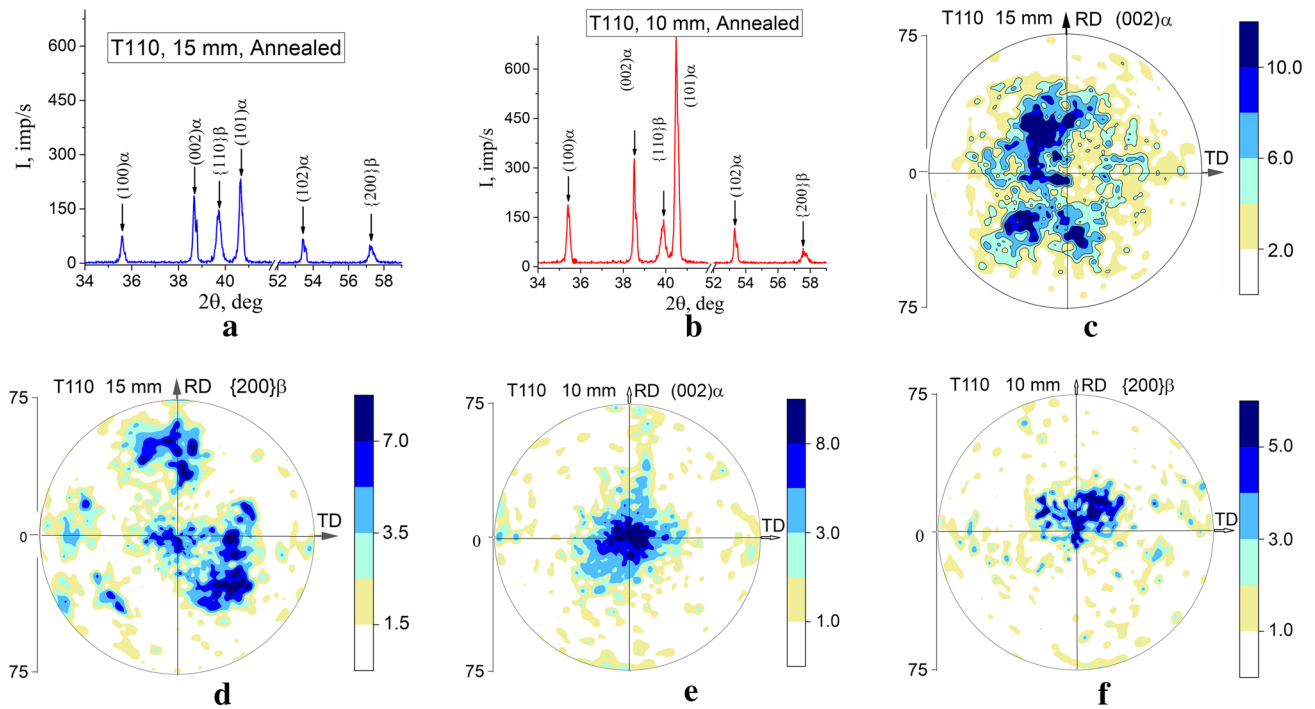 T110, 15 mm, Annealed
I, imp/s
600
450
300
150
0
(100)α
(002)α
{110}β
(101)α
(102)α
{200}β
34 36 38 40 42 52 54 56 58
2θ, deg
a
T110, 10 mm, Annealed
I, imp/s
600
450
300
150
0
(100)α
(002)α
{110}β
(101)α
(102)α
{200}β
34 36 38 40 52 54 56 58
2θ, deg
b
T110 15 mm RD (002)α
75
0
75
TD
10.0
6.0
2.0
c
T110 15 mm RD {200}β
75
0
75
TD
7.0
3.5
1.5
d
T110 10 mm RD (002)α
75
0
75
TD
8.0
3.0
1.0
e
T110 10 mm RD {200}β
75
0
75
TD
5.0
3.0
1.0
f